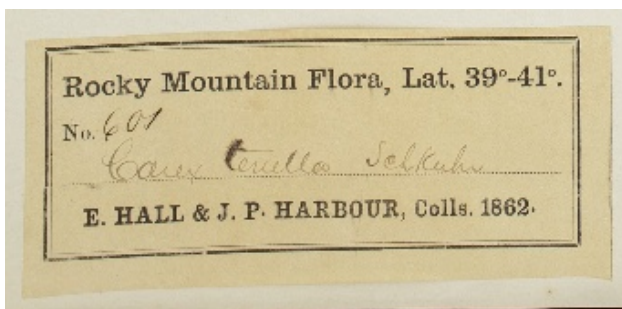 Rocky Mountain Flora, Lat. 39°-41°.
No. 601
Carex tenella Schkuhr
E. HALL & J. P. HARBOUR, Colls. 1862.